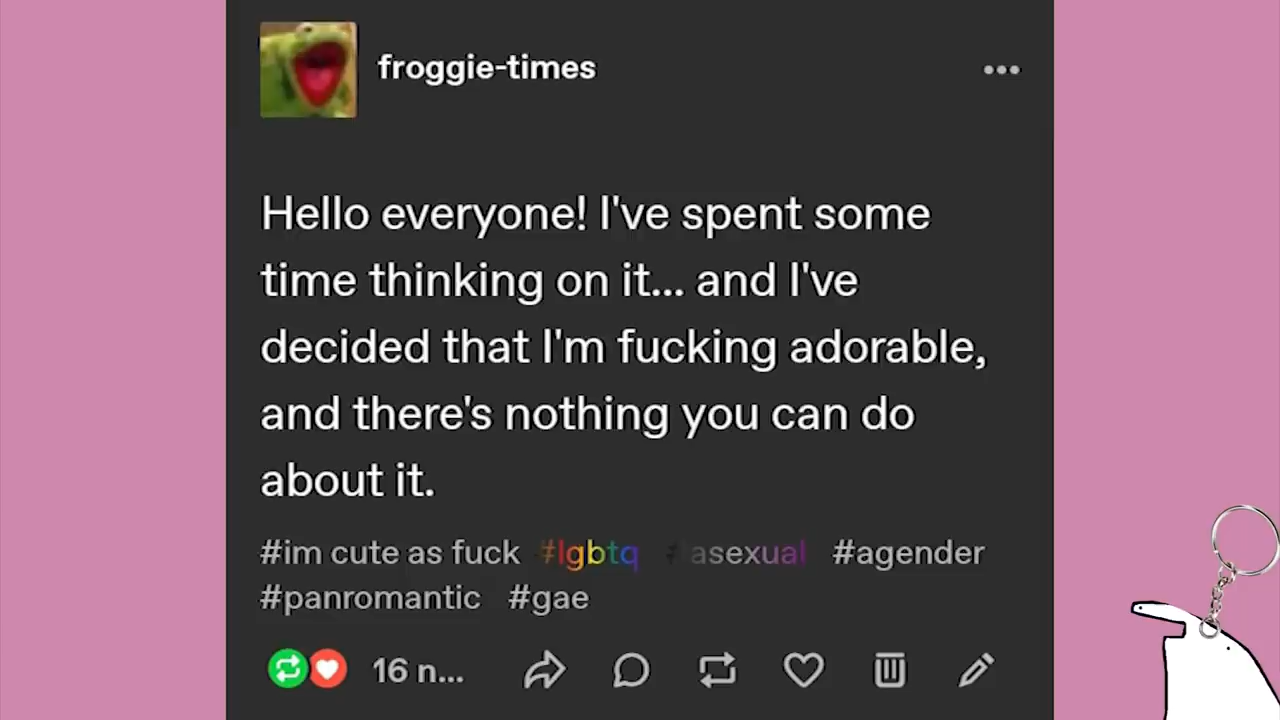 froggie-times
Hello everyone! I've spent some
time thinking on it... and I've
decided that I'm fucking adorable,
and there's nothing you can do
about it.
#im cute as fuck #lgbtq #asexual #agender
#panromantic #gae
16 n...